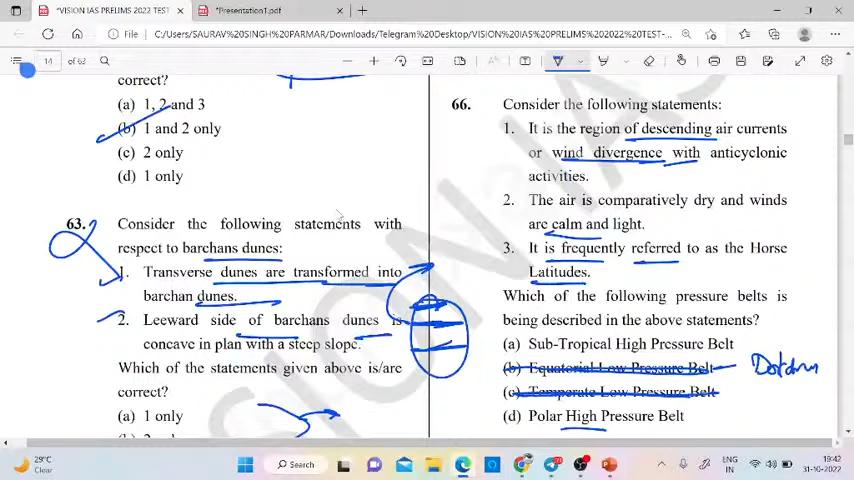 *VISION IAS PRELIMS 2022 TEST
*Presentation1.pdf
File
C:/Users/SAURAV%20SINGH%20PARMAR/Downloads/Telegram%20Desktop/VISION%20IAS%20PRELIMS%202022%20TEST-...
14 of 63
correct?
(a) 1, 2 and 3
(b) 1 and 2 only
(c) 2 only
(d) 1 only
63. Consider the following statements with
respect to barchans dunes:
1. Transverse dunes are transformed into
barchan dunes.
2. Leeward side of barchans dunes is
concave in plan with a steep slope.
Which of the statements given above is/are
correct?
(a) 1 only
66. Consider the following statements:
1. It is the region of descending air currents
or wind divergence with anticyclonic
activities.
2. The air is comparatively dry and winds
are calm and light.
3. It is frequently referred to as the Horse
Latitudes.
Which of the following pressure belts is
being described in the above statements?
(a) Sub-Tropical High Pressure Belt
(b) Equatorial Low Pressure Belt
(c) Temperate Low Pressure Belt
(d) Polar High Pressure Belt
VISION IAS
29°C
Clear
Search
ENG
IN
19:42
31-10-2022